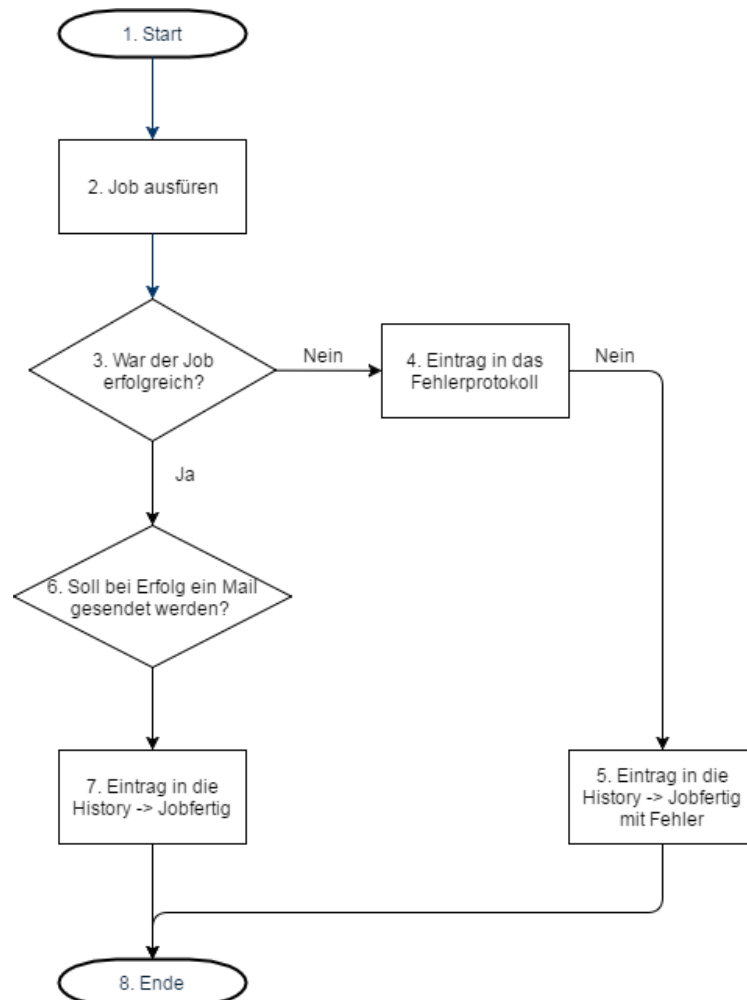 1. Start
2. Job ausfüren
3. War der Job
erfolgreich?
Nein
4. Eintrag in das
Fehlerprotokoll
Nein
Ja
6. Soll bei Erfolg ein Mail
gesendet werden?
7. Eintrag in die
History -> Jobfertig
5. Eintrag in die
History -> Jobfertig
mit Fehler
8. Ende